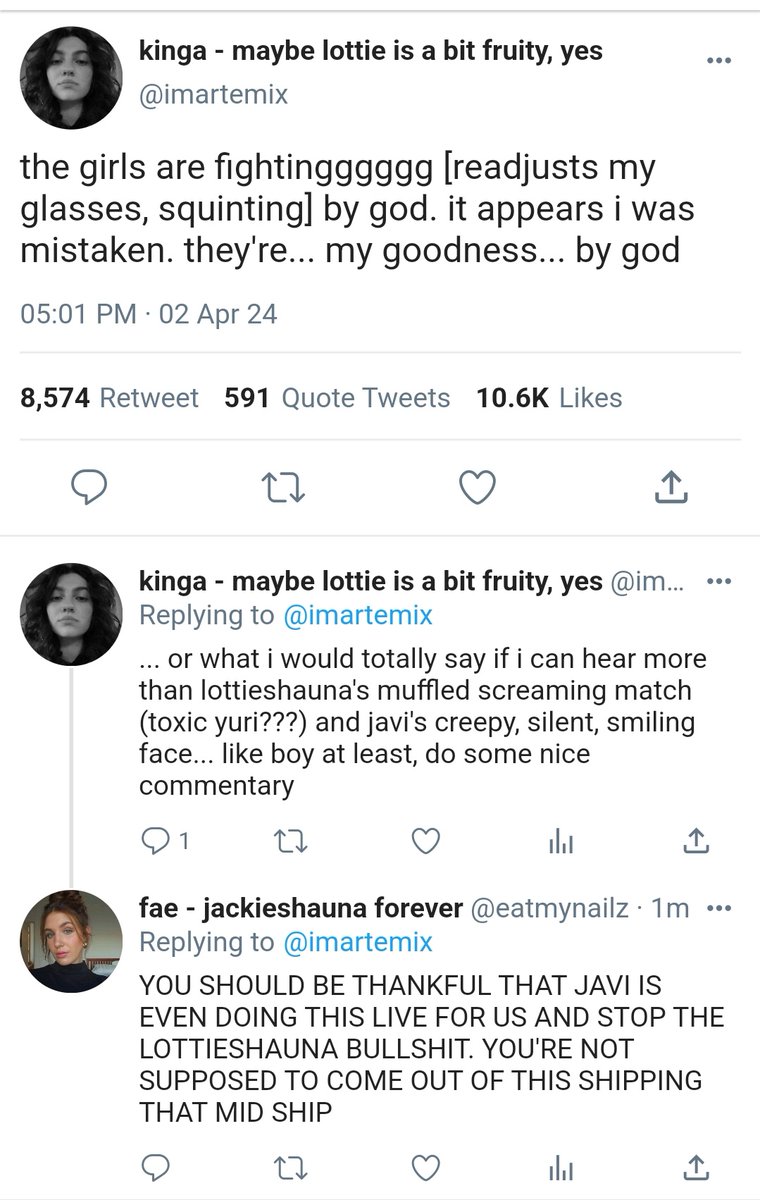 kinga - maybe lottie is a bit fruity, yes
@imartemix
the girls are fightingggggg [readjusts my
glasses, squinting] by god. it appears i was
mistaken. they're... my goodness... by god
05:01 PM · 02 Apr 24
8,574 Retweet 591 Quote Tweets 10.6K Likes
kinga - maybe lottie is a bit fruity, yes @im...
Replying to @imartemix
... or what i would totally say if i can hear more
than lottieshauna's muffled screaming match
(toxic yuri???) and javi's creepy, silent, smiling
face... like boy at least, do some nice
commentary
1
fae - jackieshauna forever @eatmynailz · 1m
Replying to @imartemix
YOU SHOULD BE THANKFUL THAT JAVI IS
EVEN DOING THIS LIVE FOR US AND STOP THE
LOTTIESHAUNA BULLSHIT. YOU'RE NOT
SUPPOSED TO COME OUT OF THIS SHIPPING
THAT MID SHIP